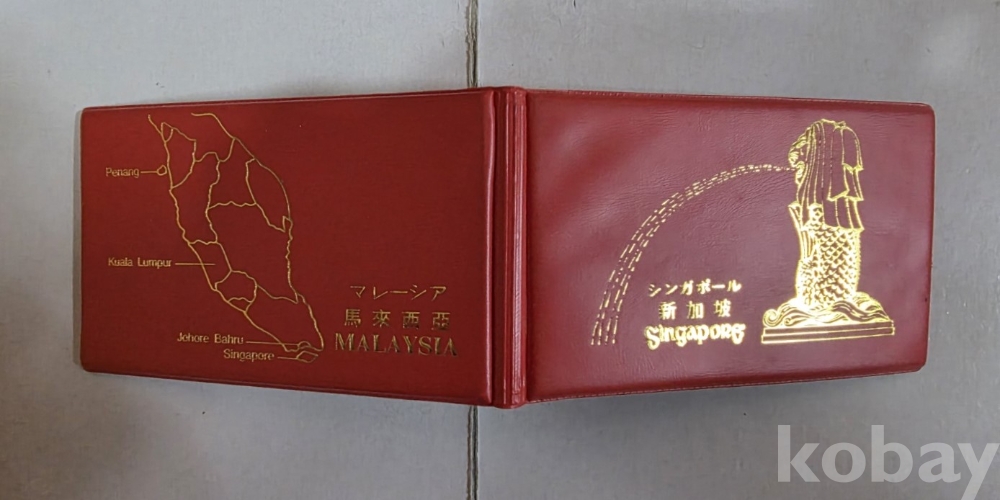 Penang
Kuala Lumpur
Johore Bahru
Singapore
マレーシア
馬來西亞
MALAYSIA
シンガポール
新加坡
Singapore
kobay